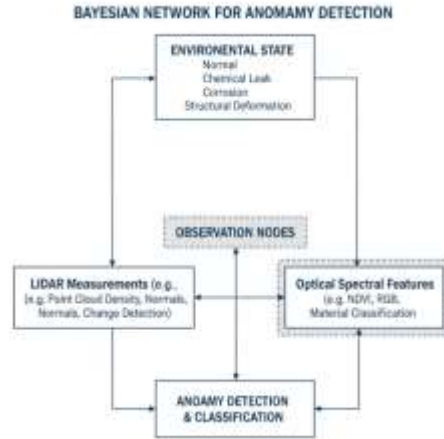 BAYESIAN NETWORK FOR ANOMAMY DETECTION
ENVIRONMENTAL STATE
Normal
Chemical Leak
Corrosion
Structural Deformation
OBSERVATION NODES
LIDAR Measurements (e.g.,
(e.g. Point Cloud Density, Normals,
Normals, Change Detection)
Optical Spectral Features
(e.g. NDVI, RGB,
Material Classification
ANOAMY DETECTION
& CLASSIFICATION